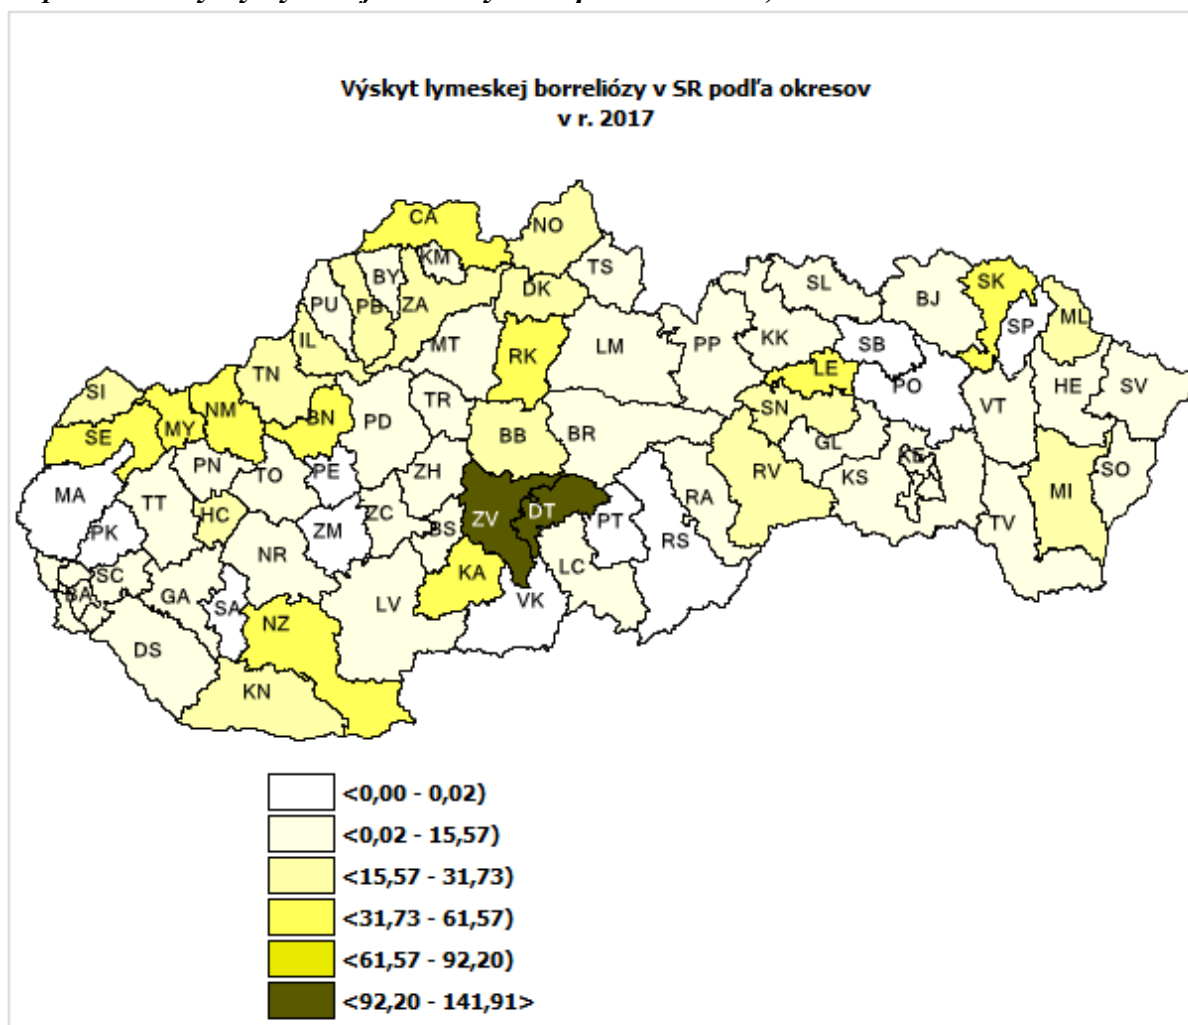 Výskyt lymeskej borreliózy v SR podľa okresov
v r. 2017
CA
NO
KM
TS
BY
PU
PB
ZA
DK
SL
BJ
SK
SP
ML
IL
MT
RK
LM
PP
KK
SB
LE
PO
HE
SV
VT
TN
SI
NM
BN
MY
SE
PD
TR
BB
BR
SN
GL
KE
KS
RV
MI
SO
TV
PN
TO
PE
ZH
MA
TT
HC
PK
ZM
ZC
BS
ZV
DT
PT
RA
RS
NR
SC
BA
GA
SA
KA
LC
VK
LV
NZ
DS
KN
<0,00 - 0,02)
<0,02 - 15,57)
<15,57 - 31,73)
<31,73 - 61,57)
<61,57 - 92,20)
<92,20 - 141,91>